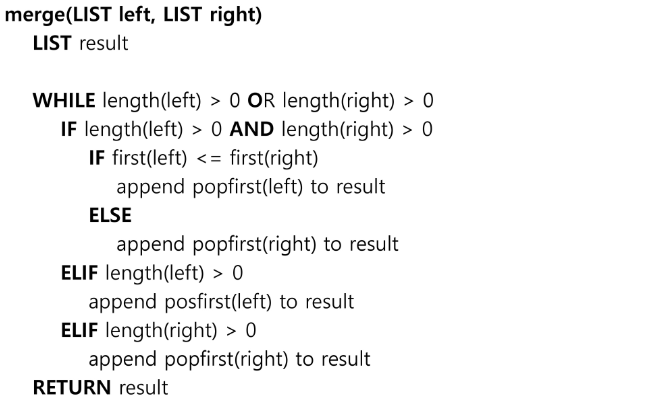 merge(LIST left, LIST right)
LIST result
WHILE length(left) > 0 OR length(right) > 0
IF length(left) > 0 AND length(right) > 0
IF first(left) <= first(right)
append popfirst(left) to result
ELSE
append popfirst(right) to result
ELIF length(left) > 0
append posfirst(left) to result
ELIF length(right) > 0
append popfirst(right) to result
RETURN result